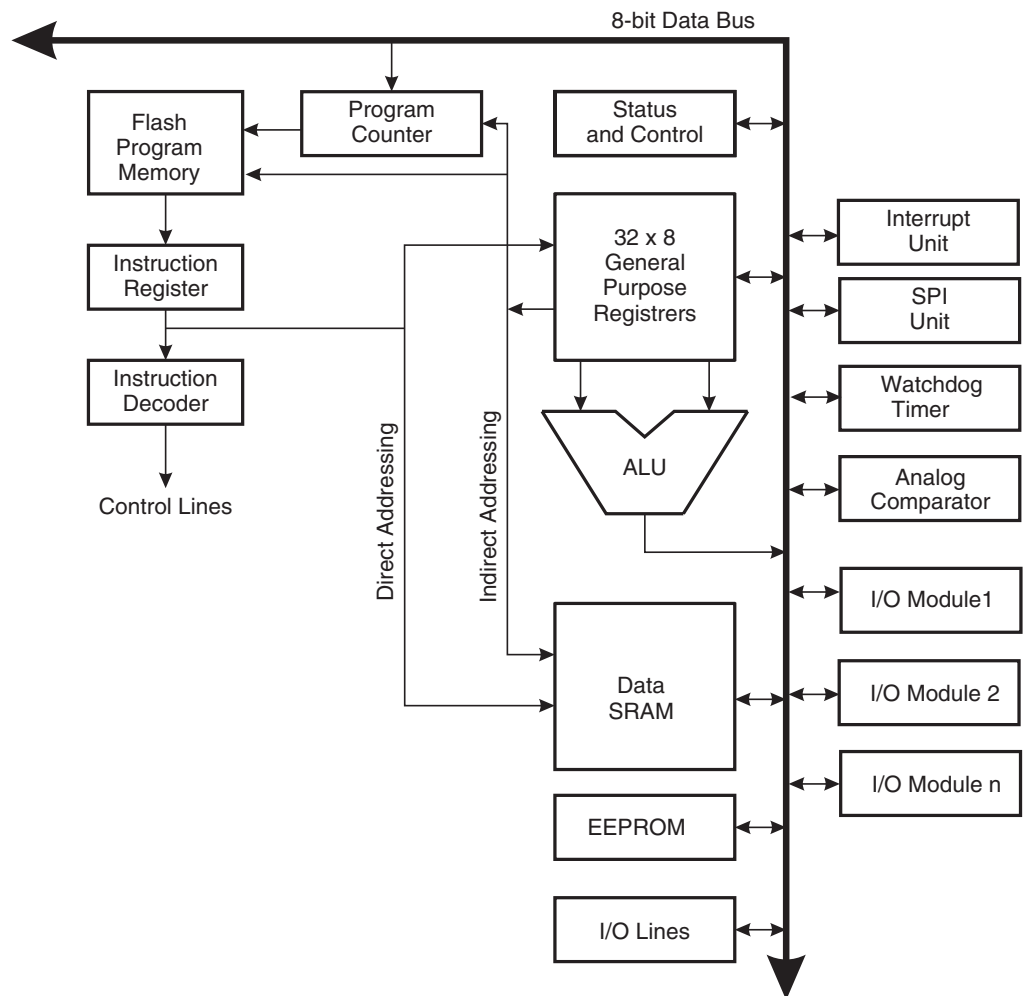 8-bit Data Bus
Flash
Program
Memory
Program
Counter
Status
and Control
32 x 8
General
Purpose
Registrers
Interrupt
Unit
Instruction
Register
SPI
Unit
Instruction
Decoder
Watchdog
Timer
ALU
Analog
Comparator
Control Lines
Direct Addressing
Indirect Addressing
I/O Module1
Data
SRAM
I/O Module 2
I/O Module n
EEPROM
I/O Lines